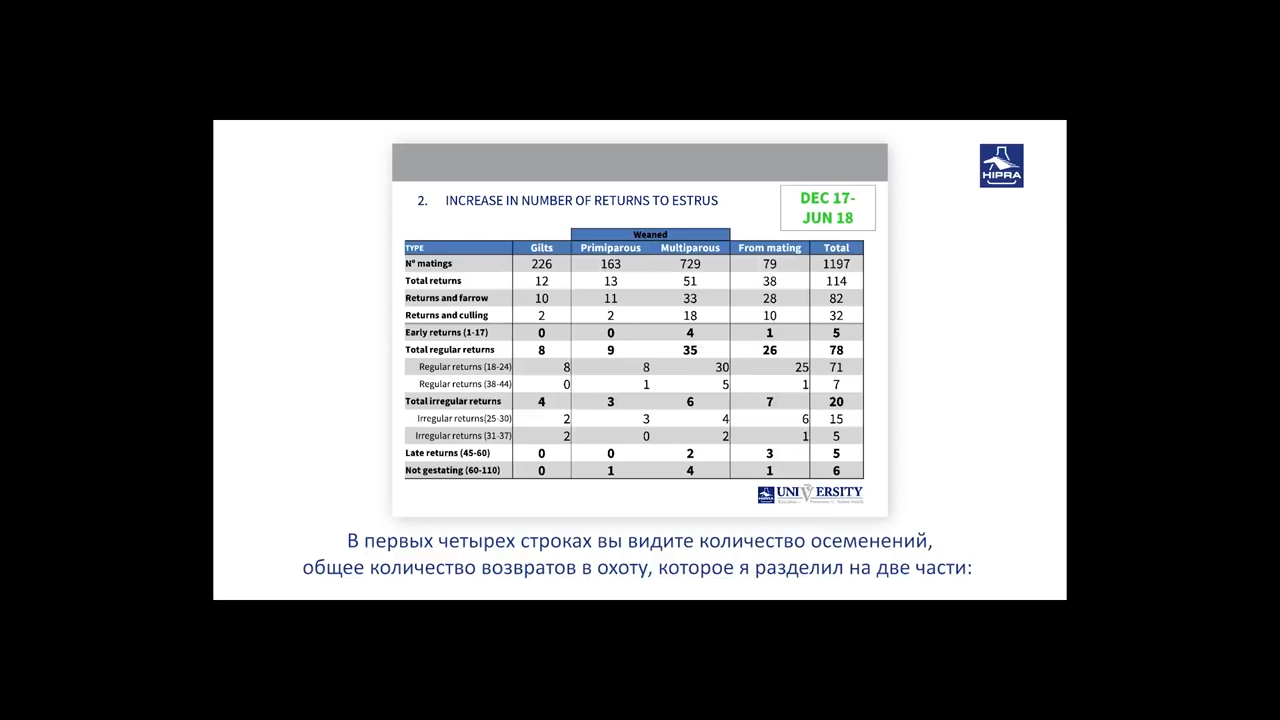 HIPRA
2. INCREASE IN NUMBER OF RETURNS TO ESTRUS
DEC 17-
JUN 18
Weaned
TYPE Gilts Primiparous Multiparous From mating Total
Nº matings 226 163 729 79 1197
Total returns 12 13 51 38 114
Returns and farrow 10 11 33 28 82
Returns and culling 2 2 18 10 32
Early returns (1-17) 0 0 4 1 5
Total regular returns 8 9 35 26 78
Regular returns (18-24) 8 8 30 25 71
Regular returns (38-44) 0 1 5 1 7
Total irregular returns 4 3 6 7 20
Irregular returns(25-30) 2 3 4 6 15
Irregular returns (31-37) 2 0 2 1 5
Late returns (45-60) 0 0 2 3 5
Not gestating (60-110) 0 1 4 1 6
UNIVERSITY
В первых четырех строках вы видите количество осеменений,
общее количество возвратов в охоту, которое я разделил на две части: